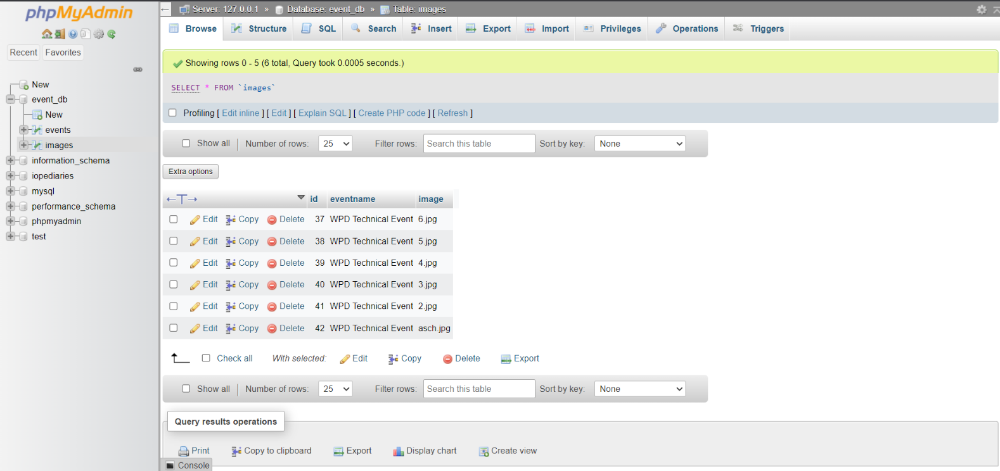 phpMyAdmin
Recent Favorites
New
event_db
New
events
images
information_schema
iopediaries
mysql
performance_schema
phpmyadmin
test
Server: 127.0.0.1 » Database: event_db » Table: images
Browse Structure SQL Search Insert Export Import Privileges Operations Triggers
Showing rows 0 - 5 (6 total, Query took 0.0005 seconds.)
SELECT * FROM `images`
Profiling [ Edit inline ] [ Edit ] [ Explain SQL ] [ Create PHP code ] [ Refresh ]
Show all Number of rows: 25 Filter rows: Search this table Sort by key: None
Extra options
←T→ id eventname image
Edit Copy Delete 37 WPD Technical Event 6.jpg
Edit Copy Delete 38 WPD Technical Event 5.jpg
Edit Copy Delete 39 WPD Technical Event 4.jpg
Edit Copy Delete 40 WPD Technical Event 3.jpg
Edit Copy Delete 41 WPD Technical Event 2.jpg
Edit Copy Delete 42 WPD Technical Event asch.jpg
Check all With selected: Edit Copy Delete Export
Show all Number of rows: 25 Filter rows: Search this table Sort by key: None
Query results operations
Print Copy to clipboard Export Display chart Create view
Console